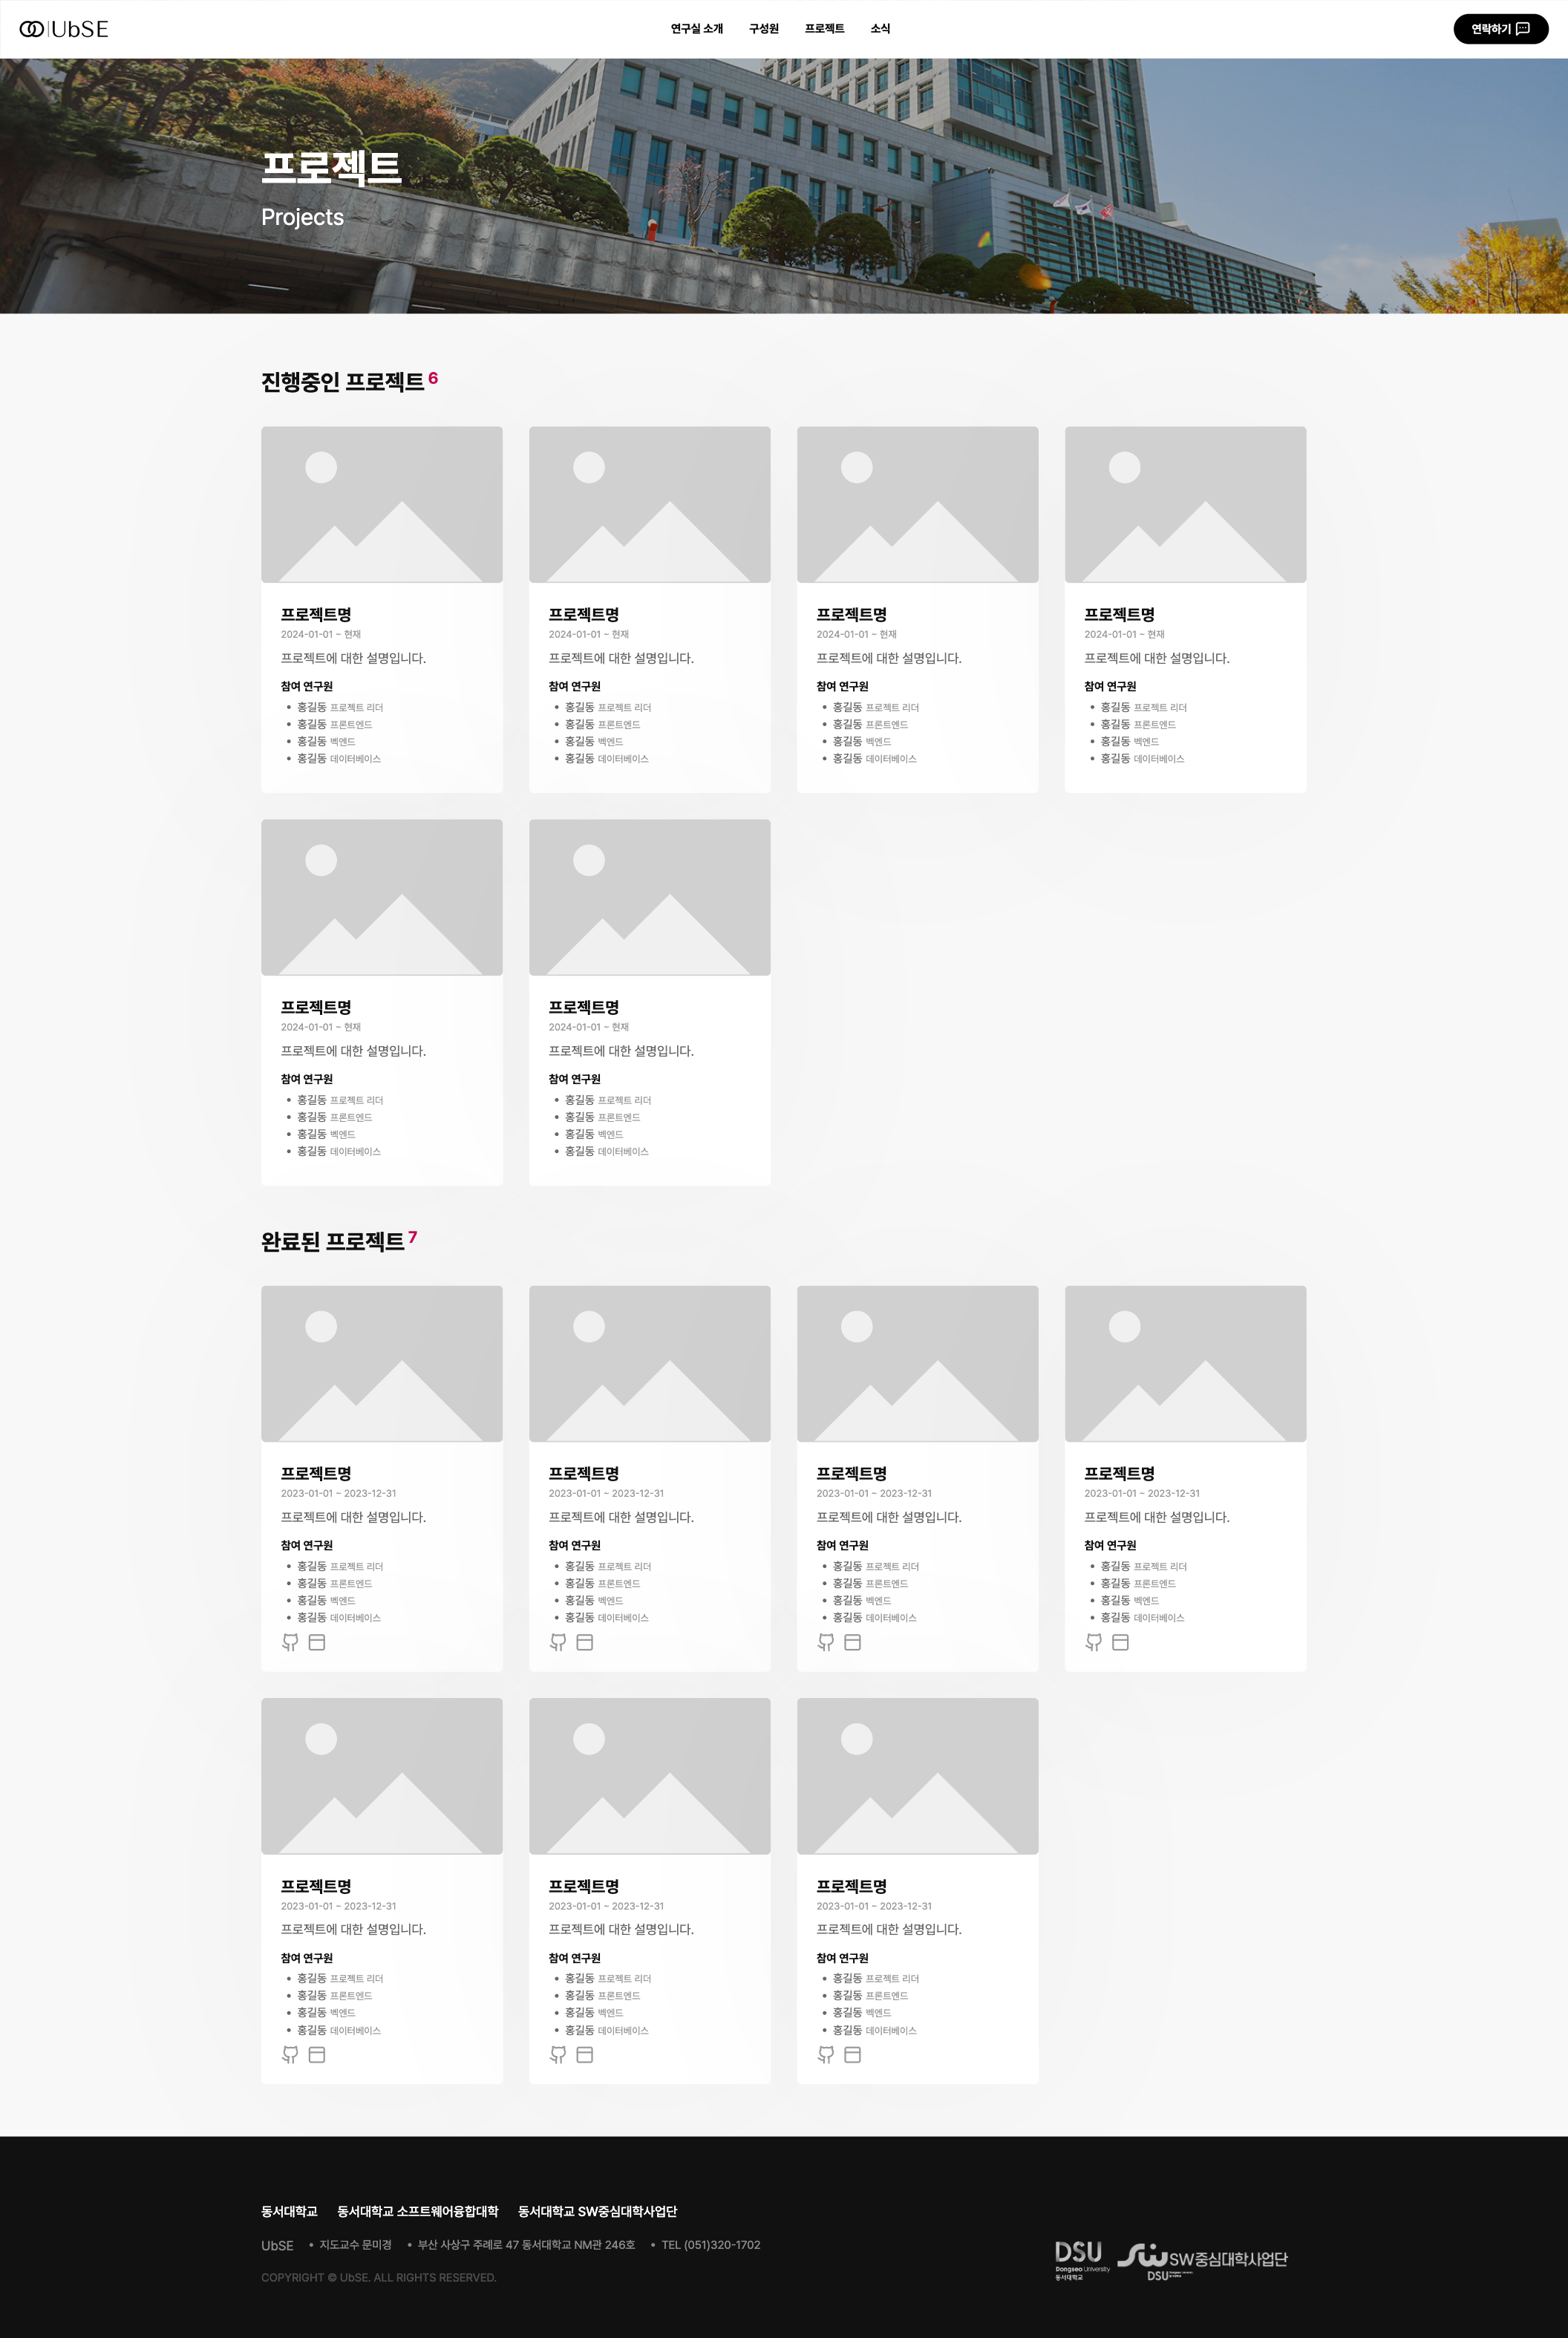 UbSE
연구실 소개 구성원 프로젝트 소식
연락하기
프로젝트
Projects
진행중인 프로젝트 6
프로젝트명 프로젝트명 프로젝트명 프로젝트명
2024-01-01 ~ 현재 2024-01-01 ~ 현재 2024-01-01 ~ 현재 2024-01-01 ~ 현재
프로젝트에 대한 설명입니다. 프로젝트에 대한 설명입니다. 프로젝트에 대한 설명입니다. 프로젝트에 대한 설명입니다.
참여 연구원 참여 연구원 참여 연구원 참여 연구원
• 홍길동 프로젝트 리더 • 홍길동 프로젝트 리더 • 홍길동 프로젝트 리더 • 홍길동 프로젝트 리더
• 홍길동 프론트엔드 • 홍길동 프론트엔드 • 홍길동 프론트엔드 • 홍길동 프론트엔드
• 홍길동 벡엔드 • 홍길동 벡엔드 • 홍길동 벡엔드 • 홍길동 벡엔드
• 홍길동 데이터베이스 • 홍길동 데이터베이스 • 홍길동 데이터베이스 • 홍길동 데이터베이스
프로젝트명 프로젝트명
2024-01-01 ~ 현재 2024-01-01 ~ 현재
프로젝트에 대한 설명입니다. 프로젝트에 대한 설명입니다.
참여 연구원 참여 연구원
• 홍길동 프로젝트 리더 • 홍길동 프로젝트 리더
• 홍길동 프론트엔드 • 홍길동 프론트엔드
• 홍길동 벡엔드 • 홍길동 벡엔드
• 홍길동 데이터베이스 • 홍길동 데이터베이스
완료된 프로젝트 7
프로젝트명 프로젝트명 프로젝트명 프로젝트명
2023-01-01 ~ 2023-12-31 2023-01-01 ~ 2023-12-31 2023-01-01 ~ 2023-12-31 2023-01-01 ~ 2023-12-31
프로젝트에 대한 설명입니다. 프로젝트에 대한 설명입니다. 프로젝트에 대한 설명입니다. 프로젝트에 대한 설명입니다.
참여 연구원 참여 연구원 참여 연구원 참여 연구원
• 홍길동 프로젝트 리더 • 홍길동 프로젝트 리더 • 홍길동 프로젝트 리더 • 홍길동 프로젝트 리더
• 홍길동 프론트엔드 • 홍길동 프론트엔드 • 홍길동 프론트엔드 • 홍길동 프론트엔드
• 홍길동 벡엔드 • 홍길동 벡엔드 • 홍길동 벡엔드 • 홍길동 벡엔드
• 홍길동 데이터베이스 • 홍길동 데이터베이스 • 홍길동 데이터베이스 • 홍길동 데이터베이스
프로젝트명 프로젝트명 프로젝트명
2023-01-01 ~ 2023-12-31 2023-01-01 ~ 2023-12-31 2023-01-01 ~ 2023-12-31
프로젝트에 대한 설명입니다. 프로젝트에 대한 설명입니다. 프로젝트에 대한 설명입니다.
참여 연구원 참여 연구원 참여 연구원
• 홍길동 프로젝트 리더 • 홍길동 프로젝트 리더 • 홍길동 프로젝트 리더
• 홍길동 프론트엔드 • 홍길동 프론트엔드 • 홍길동 프론트엔드
• 홍길동 벡엔드 • 홍길동 벡엔드 • 홍길동 벡엔드
• 홍길동 데이터베이스 • 홍길동 데이터베이스 • 홍길동 데이터베이스
동서대학교 동서대학교 소프트웨어융합대학 동서대학교 SW중심대학사업단
UbSE • 지도교수 문미경 • 부산 사상구 주례로 47 동서대학교 NM관 246호 • TEL (051)320-1702
COPYRIGHT © UbSE. ALL RIGHTS RESERVED.
DSU
Dongseo University
동서대학교
SW SW중심대학사업단
DSU